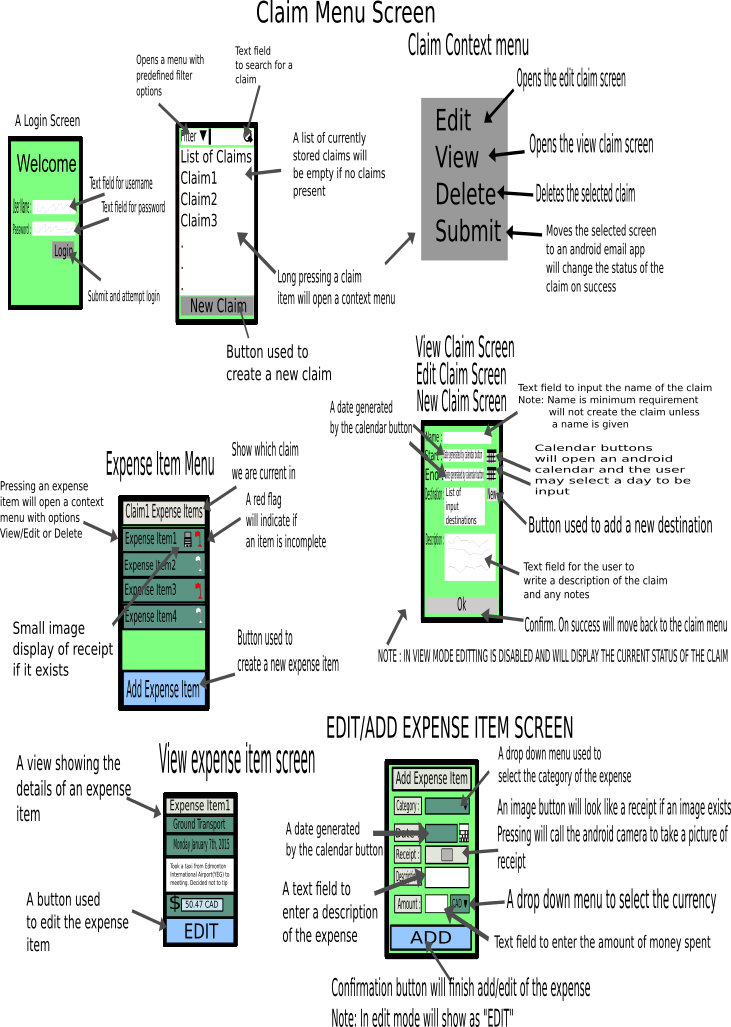 Claim Menu Screen
Claim Context menu
Opens a menu with
predefined filter
options
Text field
to search for a
claim
Opens the edit claim screen
A Login Screen
Welcome
User Name :
Password :
Login
Text field for username
Text field for password
Submit and attempt login
Filter ▼
List of Claims
Claim1
Claim2
Claim3
.
.
.
New Claim
A list of currently
stored claims will
be empty if no claims
present
Long pressing a claim
item will open a context menu
Button used to
create a new claim
Edit
View
Delete
Submit
Opens the view claim screen
Deletes the selected claim
Moves the selected screen
to an android email app
will change the status of the
claim on success
View Claim Screen
Edit Claim Screen
New Claim Screen
A date generated
by the calendar button
Text field to input the name of the claim
Note: Name is minimum requirement
will not create the claim unless
a name is given
Name :
Start :
Date generated by calendar button
End :
Date generated by calendar button
Destination :
List of
input
destinations
New
Description :
Ok
Calendar buttons
will open an android
calendar and the user
may select a day to be
input
Button used to add a new destination
Text field for the user to
write a description of the claim
and any notes
Confirm. On success will move back to the claim menu
NOTE : IN VIEW MODE EDITTING IS DISABLED AND WILL DISPLAY THE CURRENT STATUS OF THE CLAIM
Expense Item Menu
Show which claim
we are current in
Pressing an expense
item will open a context
menu with options
View/Edit or Delete
A red flag
will indicate if
an item is incomplete
Claim1 Expense Items
Expense Item1
Expense Item2
Expense Item3
Expense Item4
Add Expense Item
Small image
display of receipt
if it exists
Button used to
create a new expense item
EDIT/ADD EXPENSE ITEM SCREEN
View expense item screen
A view showing the
details of an expense
item
Expense Item1
Ground Transport
Monday January 7th, 2015
Took a taxi from Edmonton
International Airport(YEG) to
meeting. Decided not to tip
$ 50.47 CAD
EDIT
A button used
to edit the expense
item
A drop down menu used to
select the category of the expense
Add Expense Item
Category :
Date :
Receipt :
Description :
Amount :
CAD ▼
ADD
A date generated
by the calendar button
A text field to
enter a description
of the expense
An image button will look like a receipt if an image exists
Pressing will call the android camera to take a picture of
receipt
A drop down menu to select the currency
Text field to enter the amount of money spent
Confirmation button will finish add/edit of the expense
Note: In edit mode will show as "EDIT"